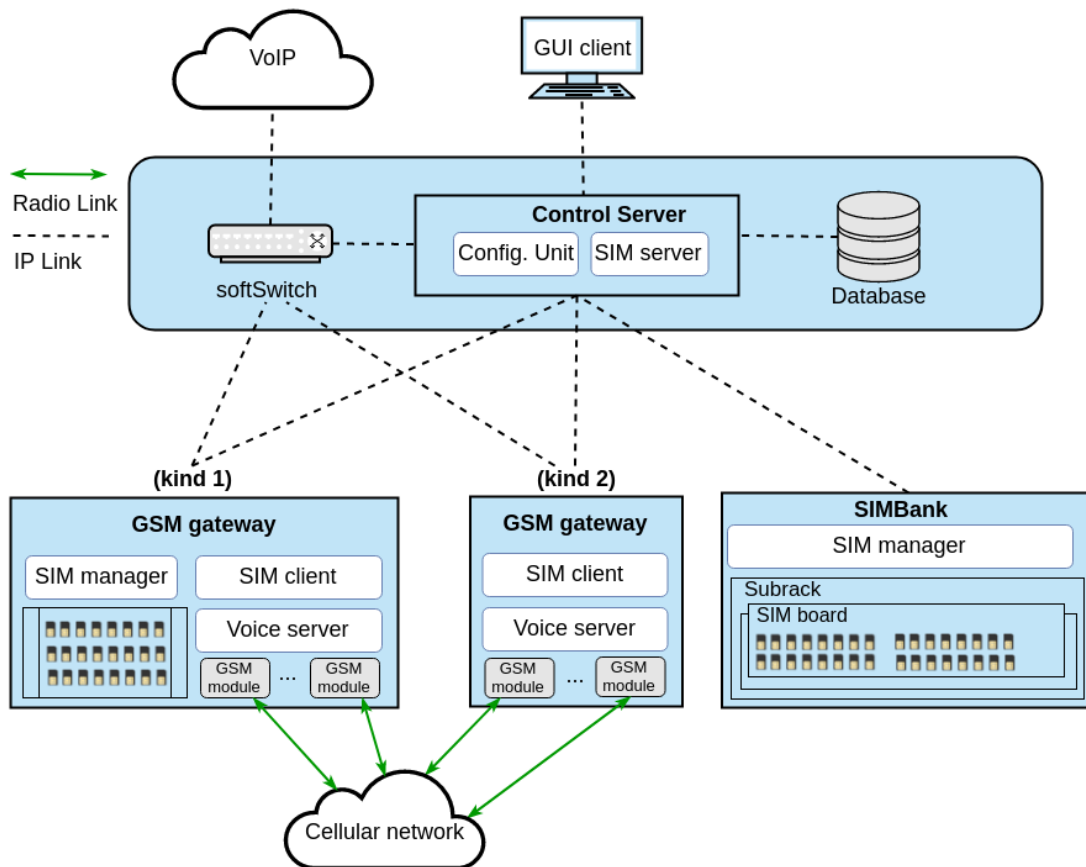 VoIP
GUI client
Radio Link
IP Link
softSwitch
Control Server
Config. Unit
SIM server
Database
(kind 1)
GSM gateway
SIM manager
SIM client
Voice server
GSM
module
...
GSM
module
(kind 2)
GSM gateway
SIM client
Voice server
GSM
module
...
GSM
module
SIMBank
SIM manager
Subrack
SIM board
Cellular network